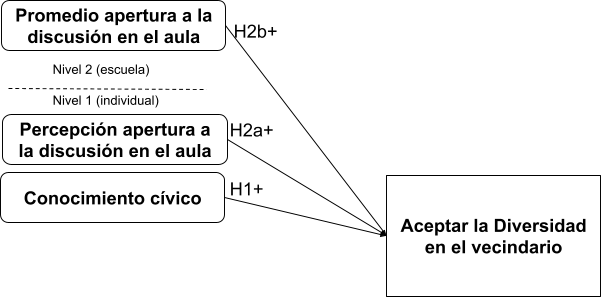 Promedio apertura a la
discusión en el aula
H2b+
Nivel 2 (escuela)
Nivel 1 (individual)
Percepción apertura a
la discusión en el aula
H2a+
Conocimiento cívico
H1+
Aceptar la Diversidad
en el vecindario